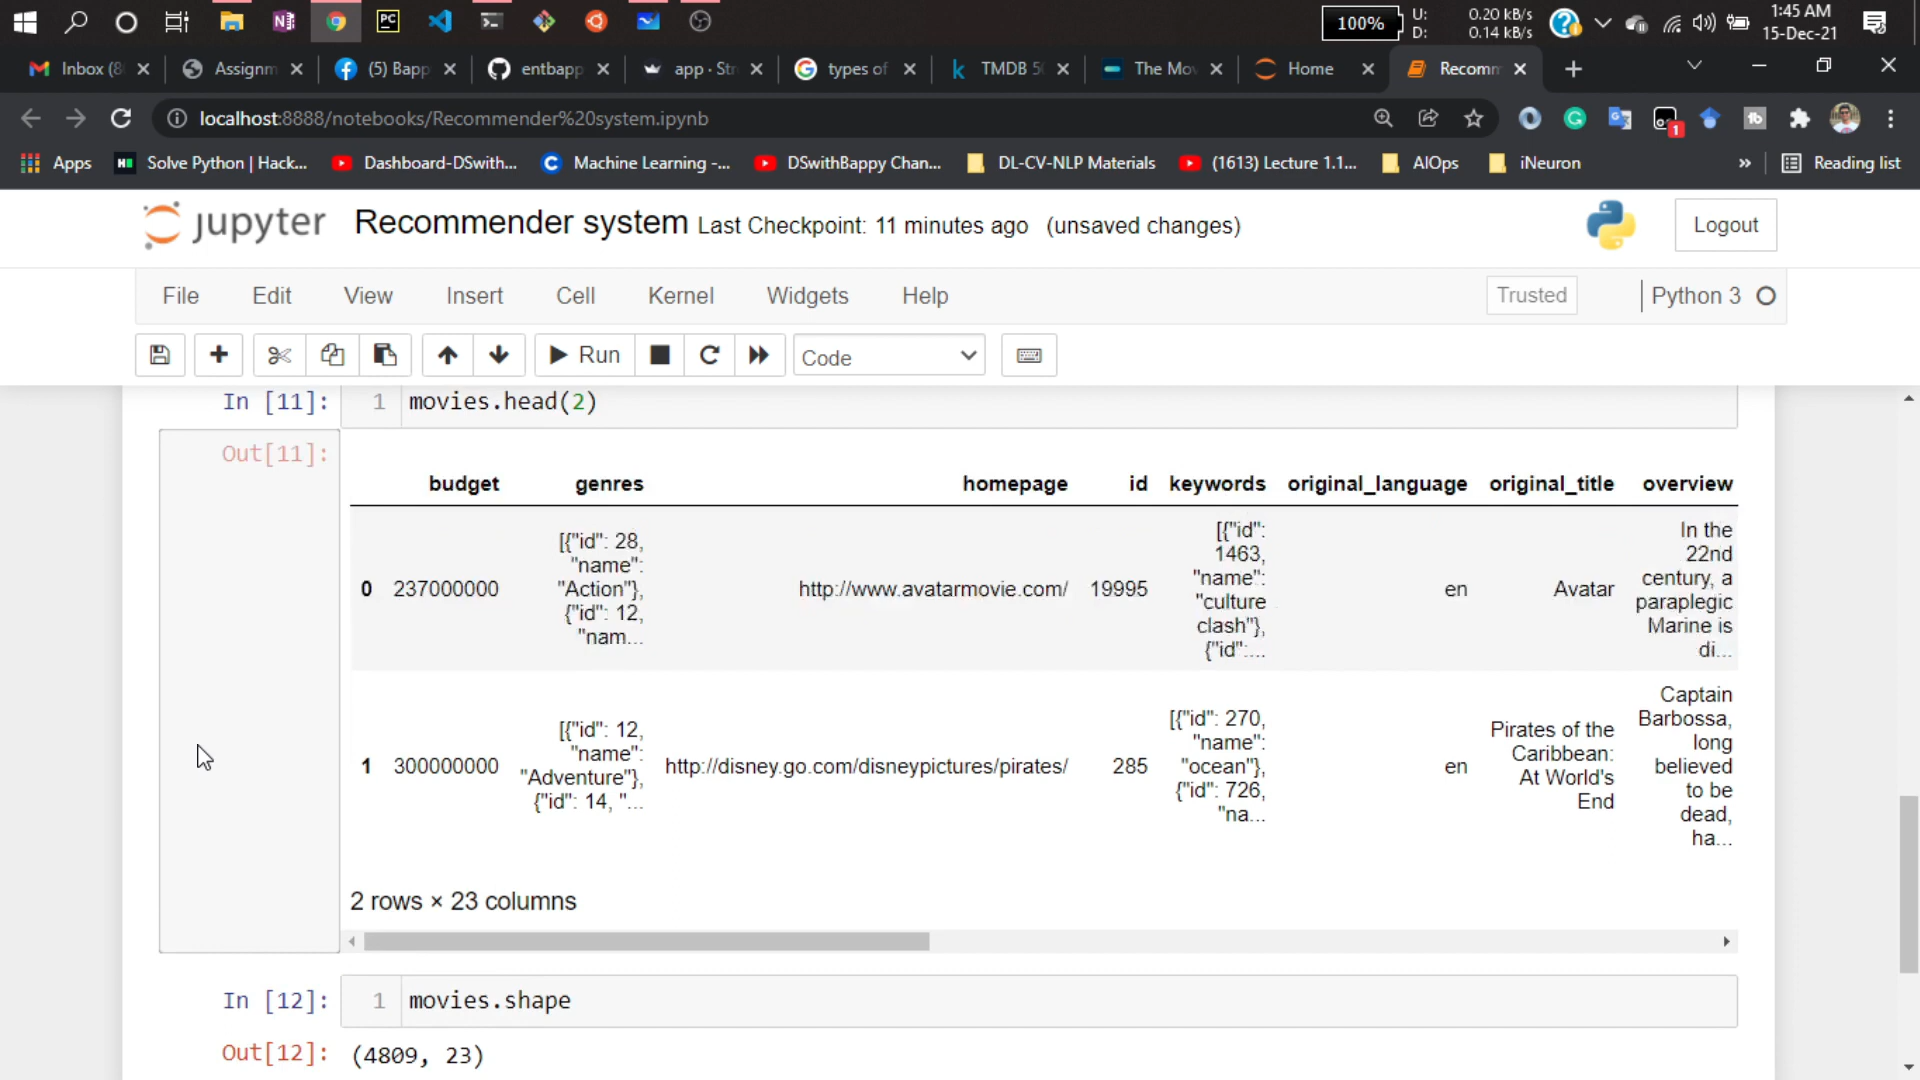 100%
U:
D:
0.20 kB/s
0.14 kB/s
1:45 AM
15-Dec-21
Inbox (8
Assignm
(5) Bapp
entbapp
app · Str
types of
TMDB 50
The Mov
Home
Recomm
localhost:8888/notebooks/Recommender%20system.ipynb
1
Apps
Solve Python | Hack...
Dashboard-DSwith...
Machine Learning -...
DSwithBappy Chan...
DL-CV-NLP Materials
(1613) Lecture 1.1...
AIOps
iNeuron
»
Reading list
jupyter
Recommender system Last Checkpoint: 11 minutes ago (unsaved changes)
Logout
File Edit View Insert Cell Kernel Widgets Help
Trusted
Python 3
Run
Code
In [11]: 1 movies.head(2)
Out[11]:
budget genres homepage id keywords original_language original_title overview
0
237000000
[{"id": 28,
"name":
"Action"},
{"id": 12,
"nam...
http://www.avatarmovie.com/
19995
[{"id":
1463,
"name":
"culture
clash"},
{"id":...
en
Avatar
In the
22nd
century, a
paraplegic
Marine is
di...
1
300000000
[{"id": 12,
"name":
"Adventure"},
{"id": 14, "...
http://disney.go.com/disneypictures/pirates/
285
[{"id": 270,
"name":
"ocean"},
{"id": 726,
"na...
en
Pirates of the
Caribbean:
At World's
End
Captain
Barbossa,
long
believed
to be
dead,
ha...
2 rows × 23 columns
In [12]: 1 movies.shape
Out[12]: (4809, 23)